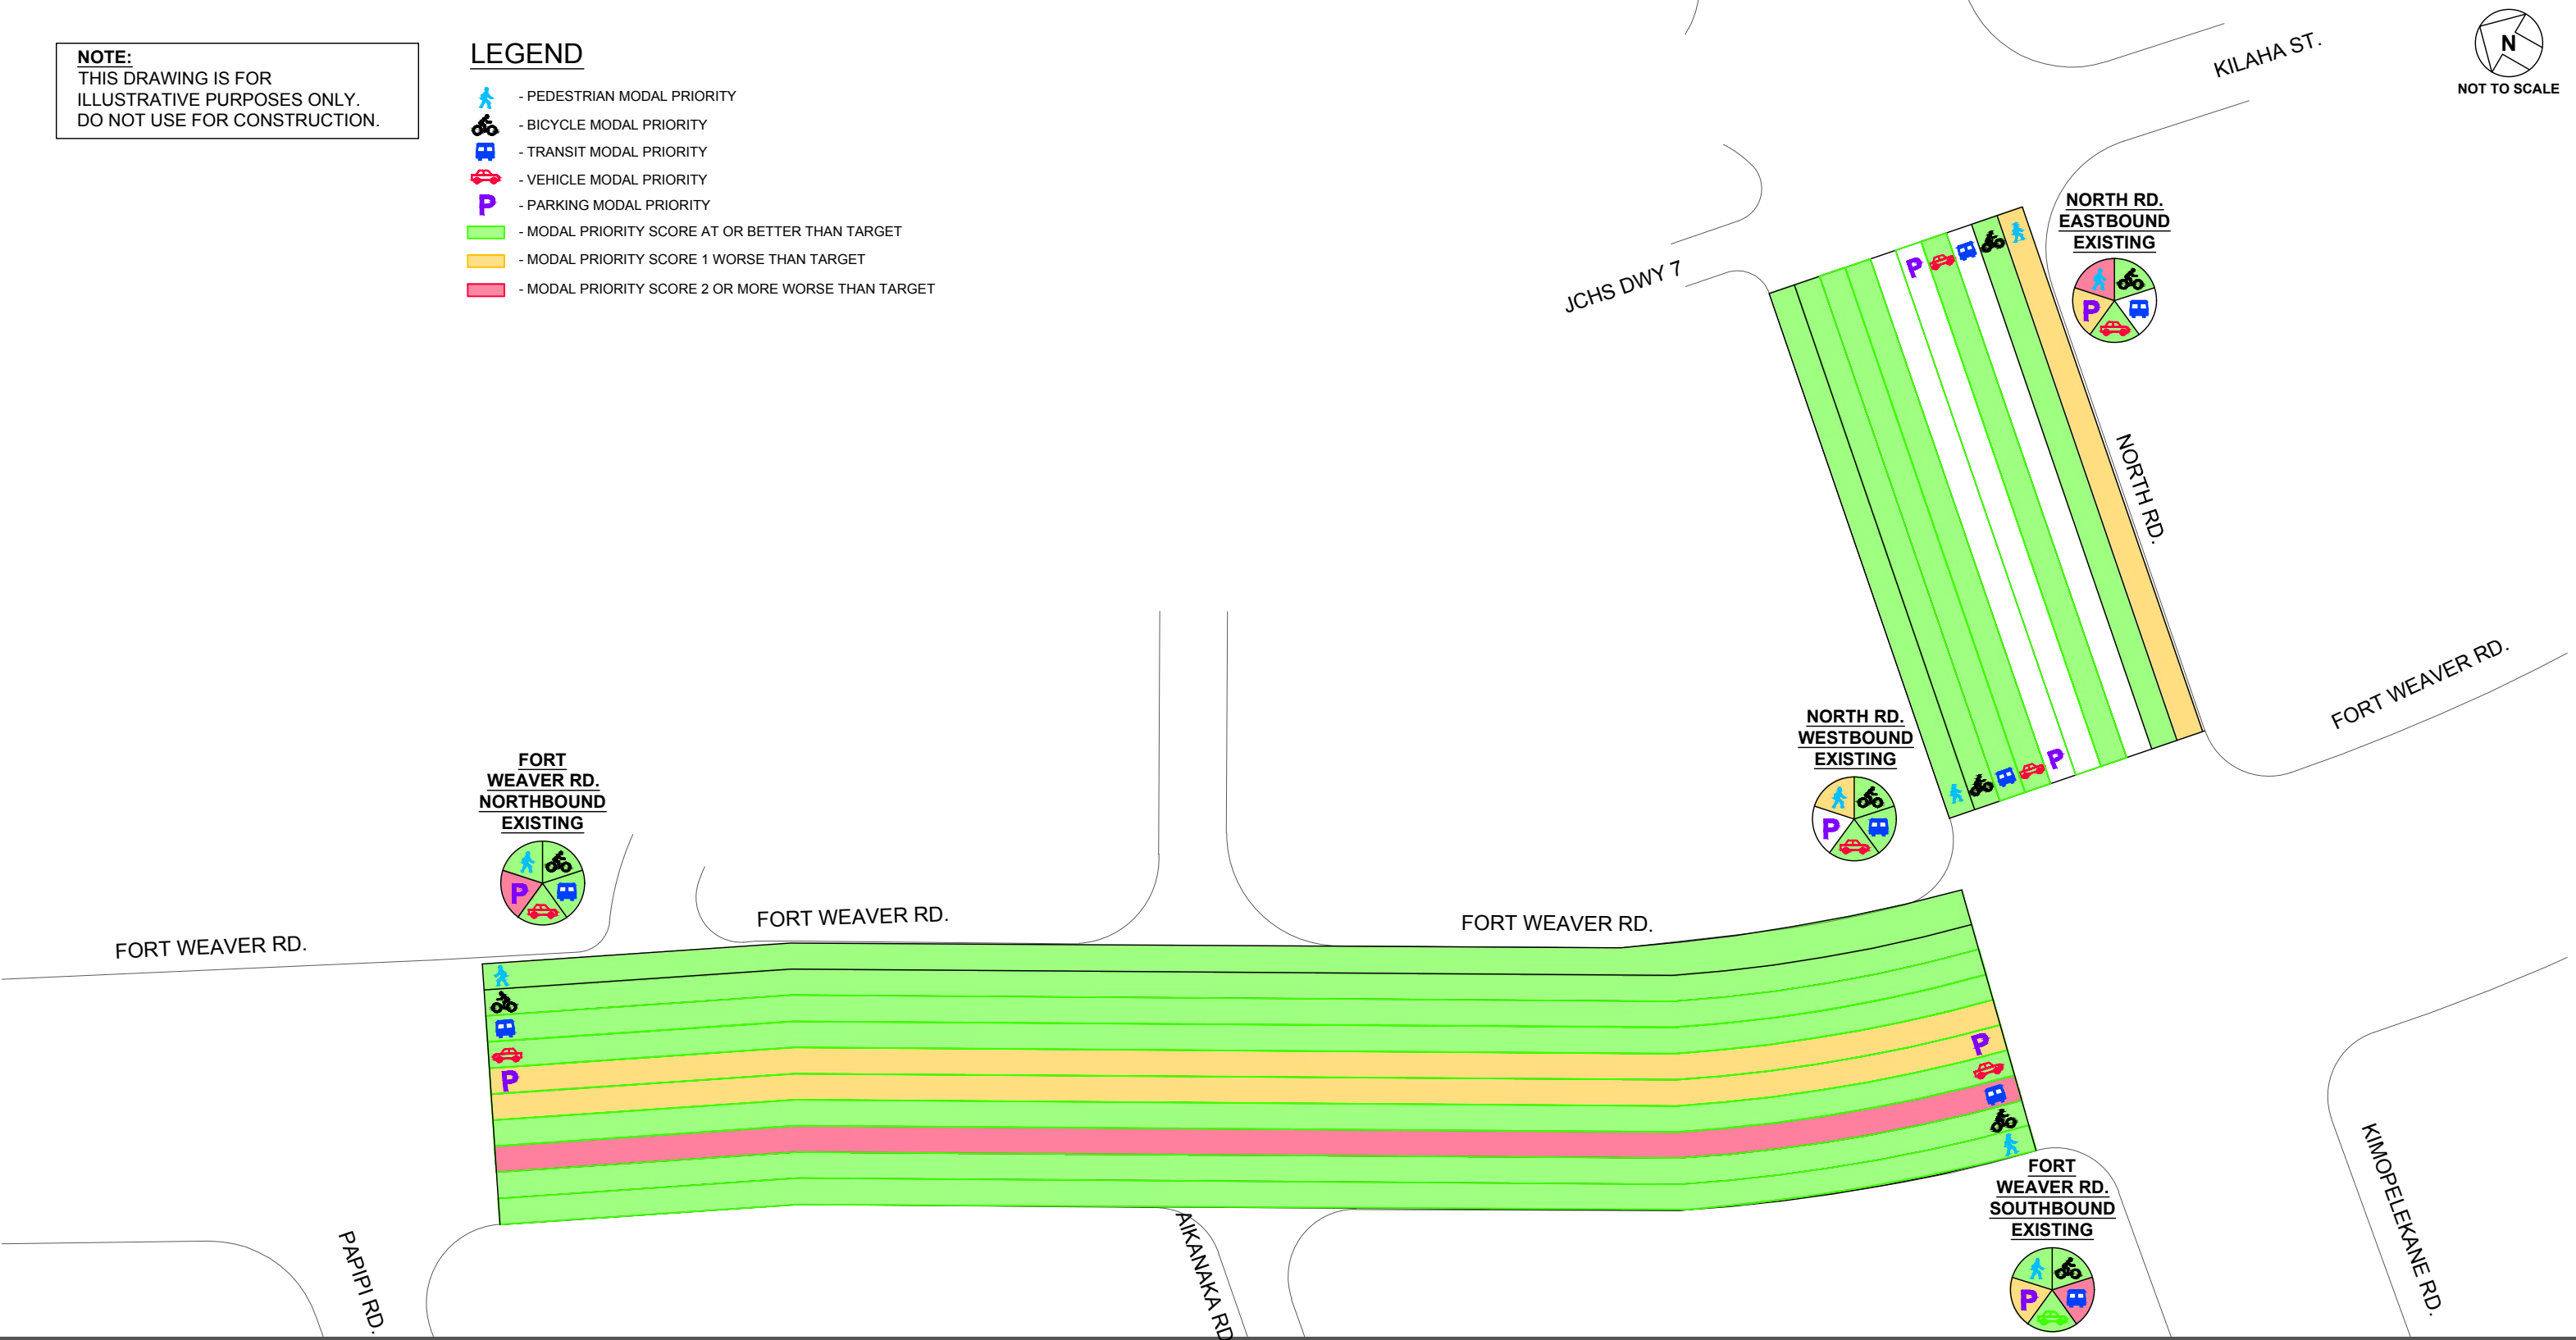 NOTE:
THIS DRAWING IS FOR
ILLUSTRATIVE PURPOSES ONLY.
DO NOT USE FOR CONSTRUCTION.
LEGEND
- PEDESTRIAN MODAL PRIORITY
- BICYCLE MODAL PRIORITY
- TRANSIT MODAL PRIORITY
- VEHICLE MODAL PRIORITY
P - PARKING MODAL PRIORITY
- MODAL PRIORITY SCORE AT OR BETTER THAN TARGET
- MODAL PRIORITY SCORE 1 WORSE THAN TARGET
- MODAL PRIORITY SCORE 2 OR MORE WORSE THAN TARGET
KILAHA ST.
N
NOT TO SCALE
JCHS DWY 7
P
NORTH RD.
EASTBOUND
EXISTING
P
NORTH RD.
FORT WEAVER RD.
NORTH RD.
WESTBOUND
EXISTING
P
P
FORT
WEAVER RD.
NORTHBOUND
EXISTING
P
FORT WEAVER RD.
FORT WEAVER RD.
FORT WEAVER RD.
P
P
FORT
WEAVER RD.
SOUTHBOUND
EXISTING
P
PAPIPI RD.
AIKANAKA RD
KIMOPELEKANE RD.